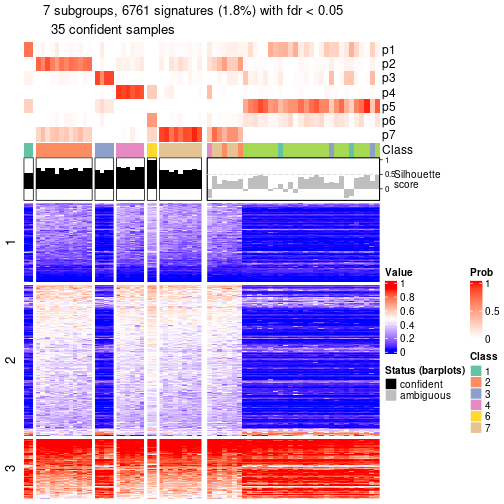 7 subgroups, 6761 signatures (1.8%) with fdr < 0.05
35 confident samples
p1
p2
p3
p4
p5
p6
p7
Class
1
0.5
0
Silhouette
score
1
2
3
Value
1
0.8
0.6
0.4
0.2
0
Prob
1
0.5
0
Status (barplots)
confident
ambiguous
Class
1
2
3
4
6
7